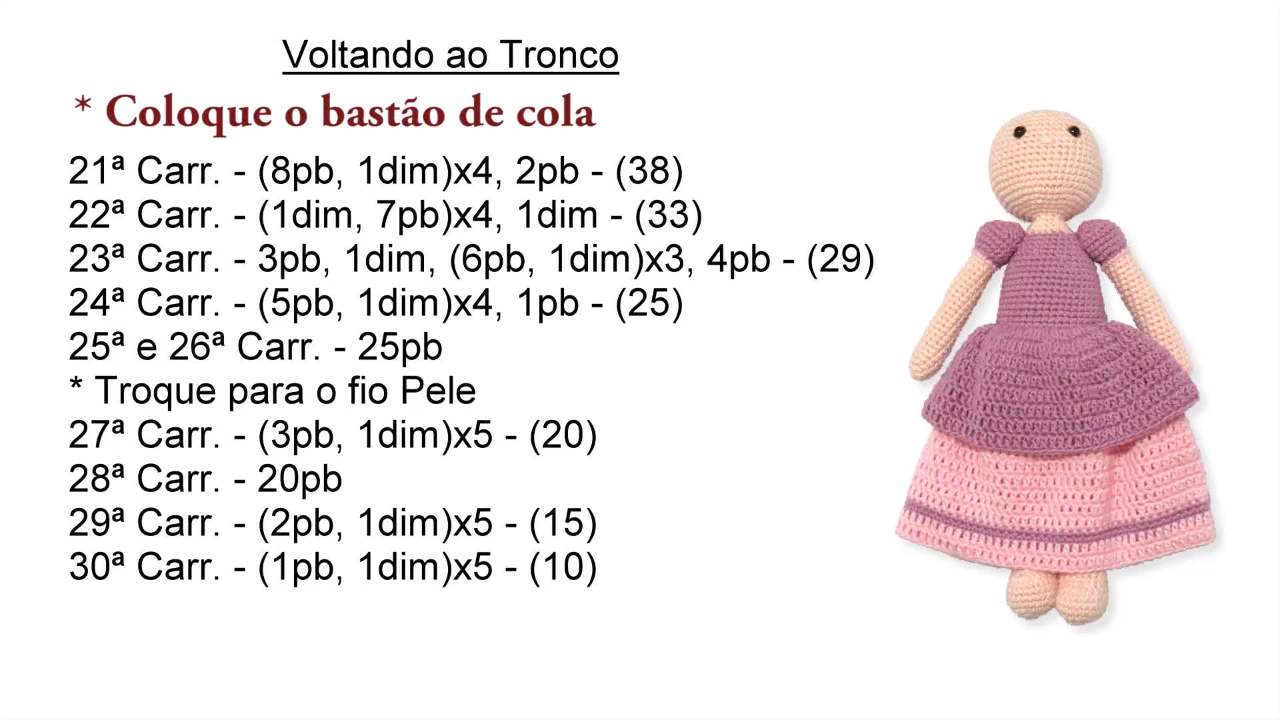 Voltando ao Tronco
* Coloque o bastão de cola
21ª Carr. - (8pb, 1dim)x4, 2pb - (38)
22ª Carr. - (1dim, 7pb)x4, 1dim - (33)
23ª Carr. - 3pb, 1dim, (6pb, 1dim)x3, 4pb - (29)
24ª Carr. - (5pb, 1dim)x4, 1pb - (25)
25ª e 26ª Carr. - 25pb
* Troque para o fio Pele
27ª Carr. - (3pb, 1dim)x5 - (20)
28ª Carr. - 20pb
29ª Carr. - (2pb, 1dim)x5 - (15)
30ª Carr. - (1pb, 1dim)x5 - (10)